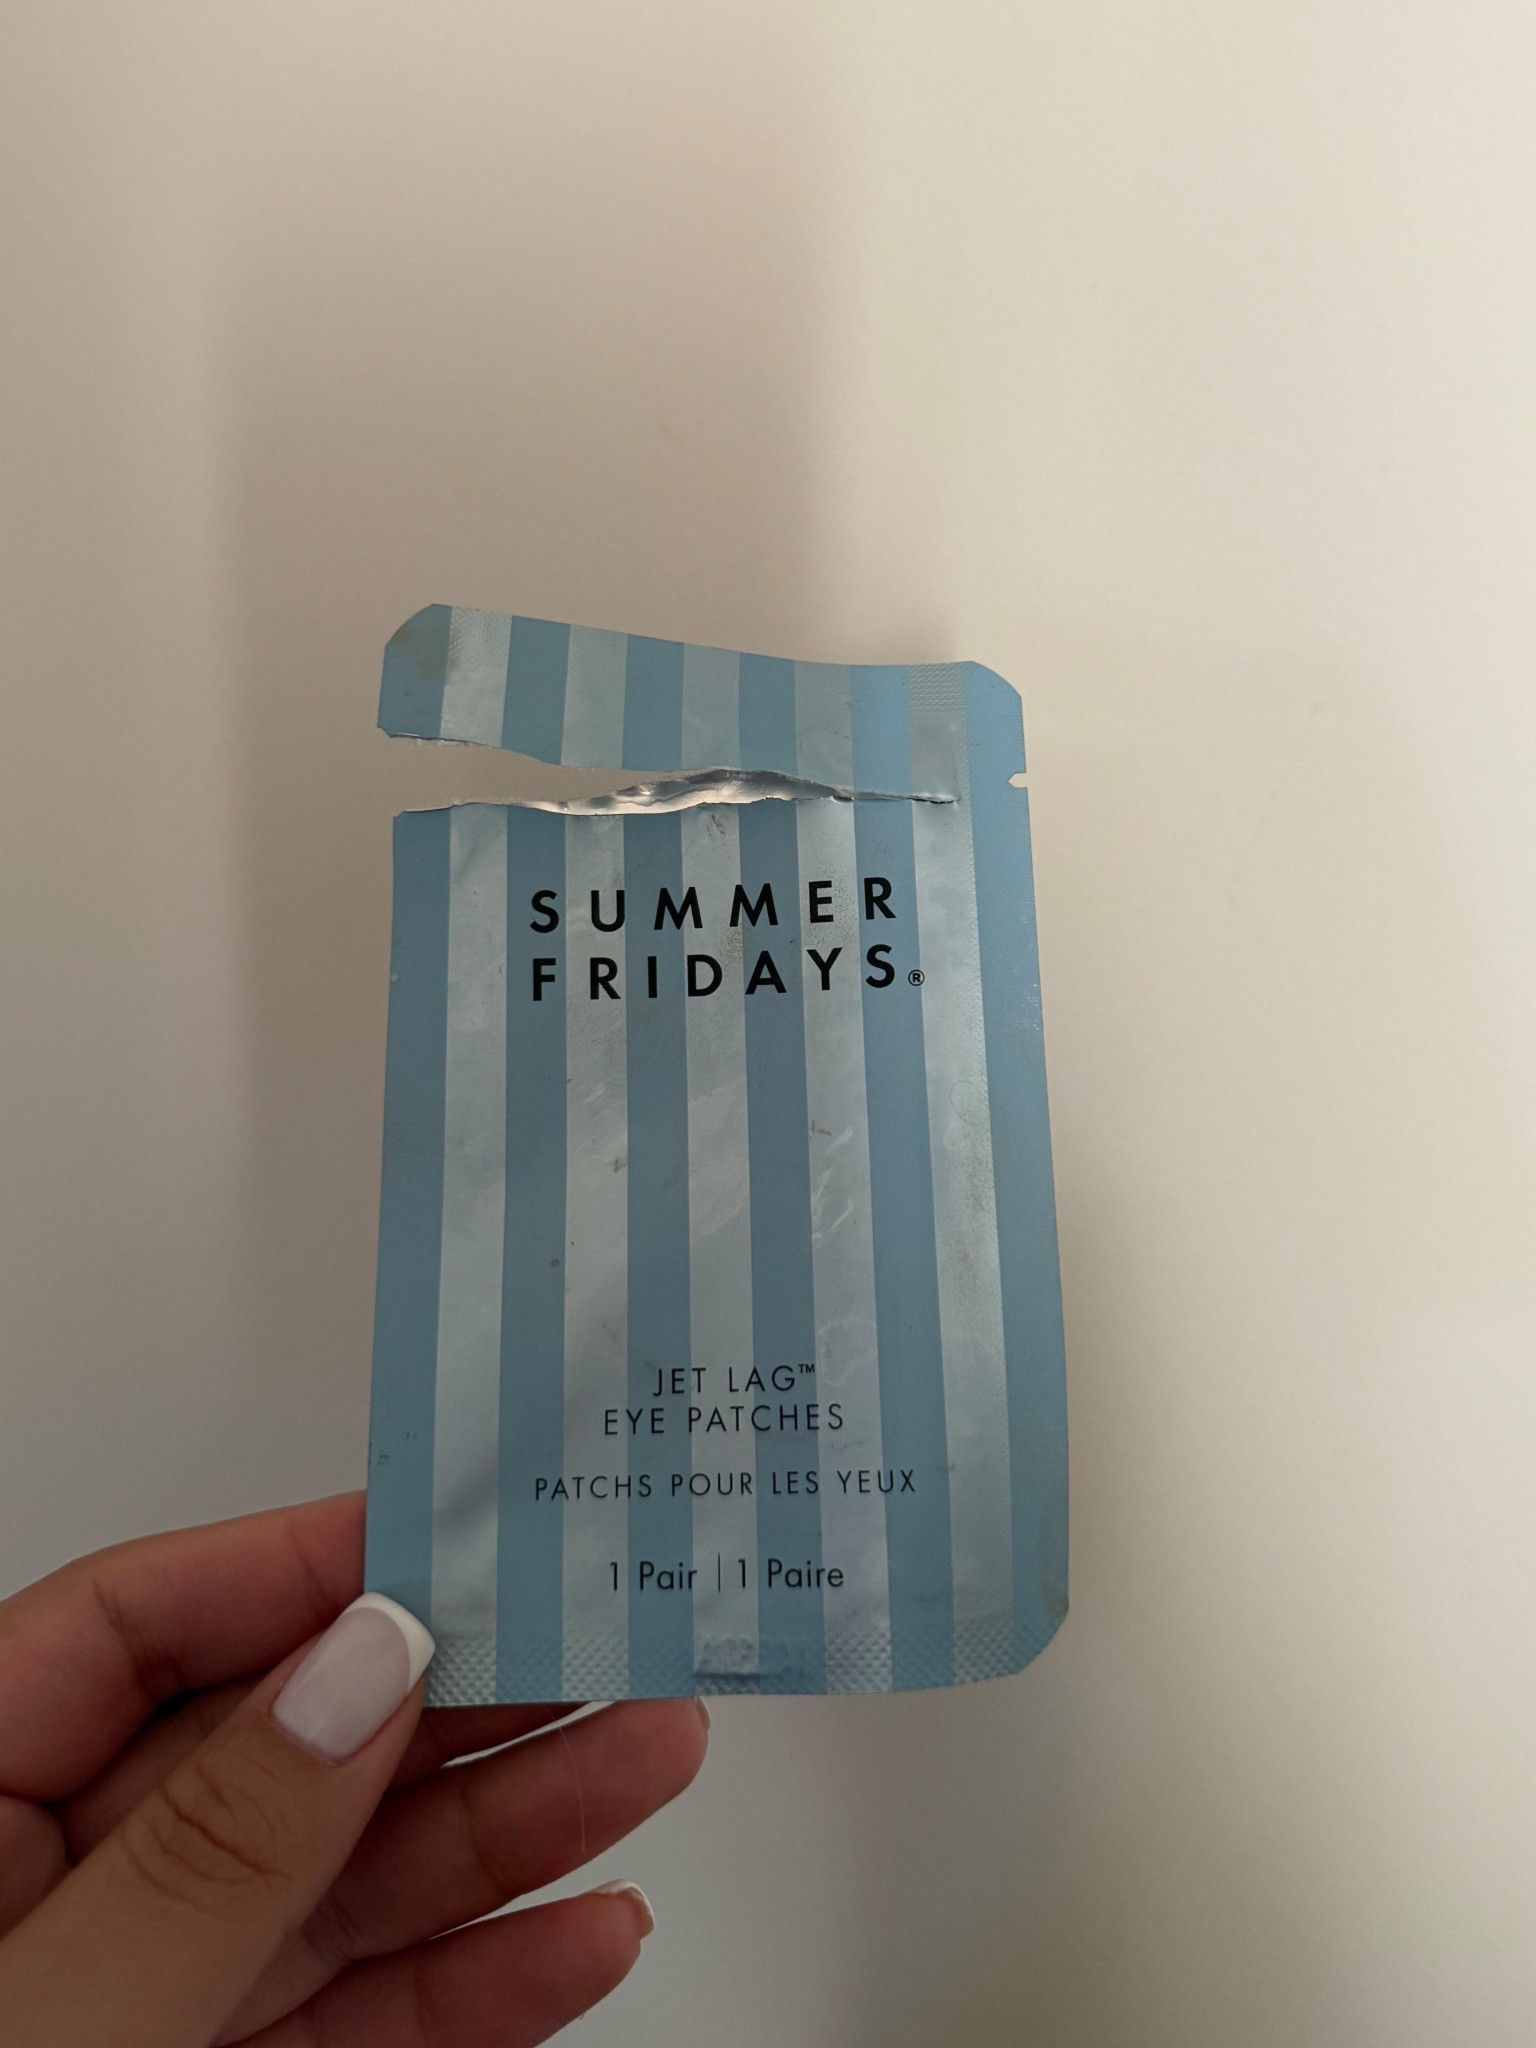 SUMMER
FRIDAYS®
JET LAG™
EYE PATCHES
PATCHS POUR LES YEUX
1 Pair | 1 Paire